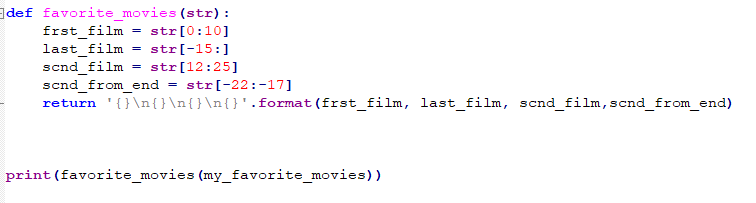 def favorite_movies(str):
    frst_film = str[0:10]
    last_film = str[-15:]
    scnd_film = str[12:25]
    scnd_from_end = str[-22:-17]
    return '{}\n{}\n{}\n{}'.format(frst_film, last_film, scnd_film,scnd_from_end)
print(favorite_movies(my_favorite_movies))